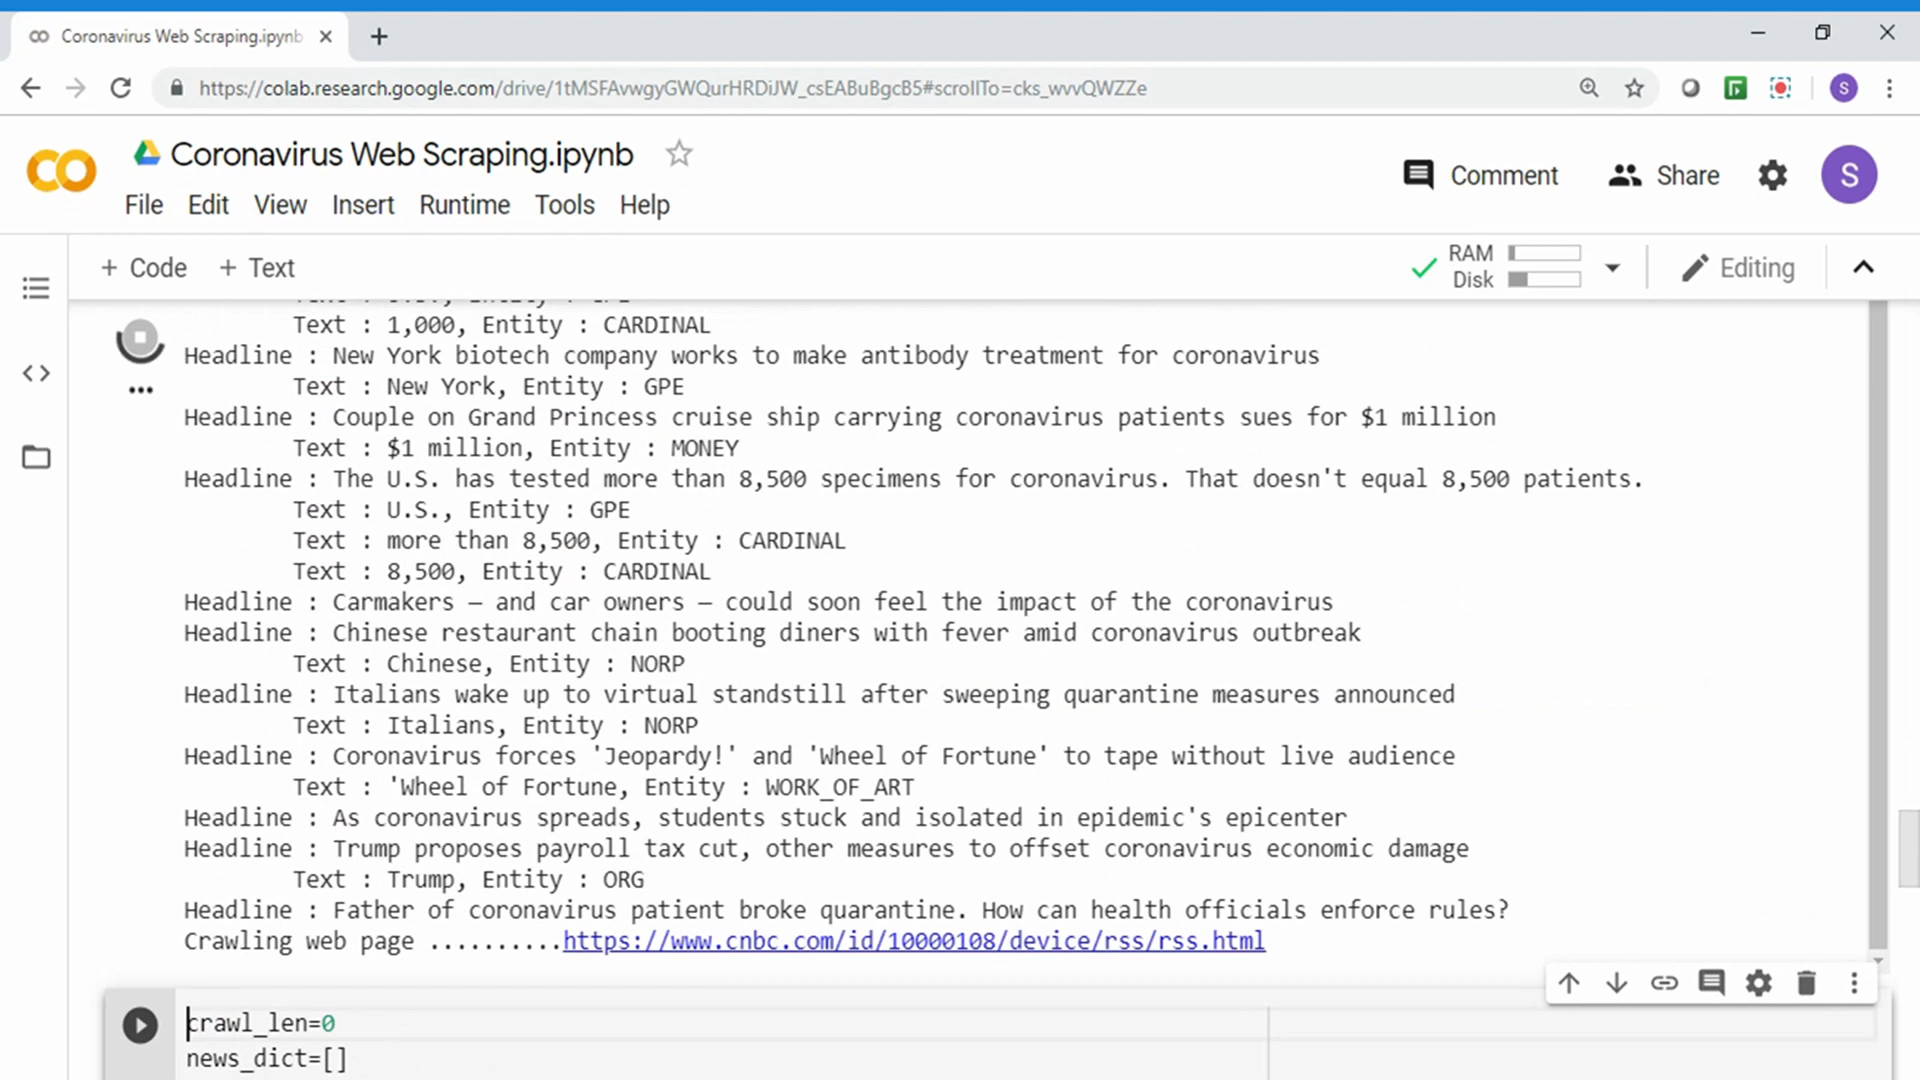 Coronavirus Web Scraping.ipynb
https://colab.research.google.com/drive/1tMSFAvwgyGWQurHRDiJW_csEABuBgcB5#scrollTo=cks_wvvQWZZe
S
Coronavirus Web Scraping.ipynb
Comment
Share
S
File Edit View Insert Runtime Tools Help
+ Code + Text
RAM
Disk
Editing
Text : 1,000, Entity : CARDINAL
Headline : New York biotech company works to make antibody treatment for coronavirus
Text : New York, Entity : GPE
Headline : Couple on Grand Princess cruise ship carrying coronavirus patients sues for $1 million
Text : $1 million, Entity : MONEY
Headline : The U.S. has tested more than 8,500 specimens for coronavirus. That doesn't equal 8,500 patients.
Text : U.S., Entity : GPE
Text : more than 8,500, Entity : CARDINAL
Text : 8,500, Entity : CARDINAL
Headline : Carmakers — and car owners — could soon feel the impact of the coronavirus
Headline : Chinese restaurant chain booting diners with fever amid coronavirus outbreak
Text : Chinese, Entity : NORP
Headline : Italians wake up to virtual standstill after sweeping quarantine measures announced
Text : Italians, Entity : NORP
Headline : Coronavirus forces 'Jeopardy!' and 'Wheel of Fortune' to tape without live audience
Text : 'Wheel of Fortune, Entity : WORK_OF_ART
Headline : As coronavirus spreads, students stuck and isolated in epidemic's epicenter
Headline : Trump proposes payroll tax cut, other measures to offset coronavirus economic damage
Text : Trump, Entity : ORG
Headline : Father of coronavirus patient broke quarantine. How can health officials enforce rules?
Crawling web page ..........https://www.cnbc.com/id/10000108/device/rss/rss.html
crawl_len=0
news_dict=[]